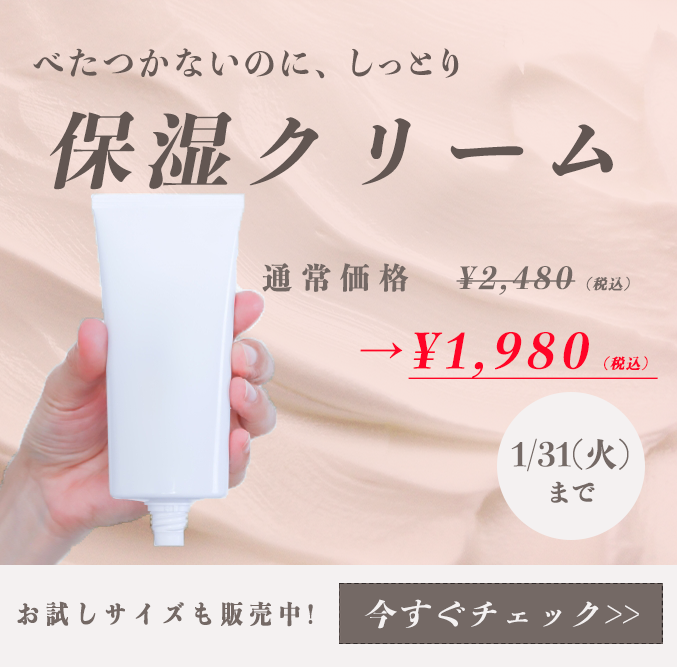 べたつかないのに、しっとり
保湿クリーム
通常価格 ¥2,480（税込）
→¥1,980（税込）
1/31（火）
まで
お試しサイズも販売中!
今すぐチェック>>